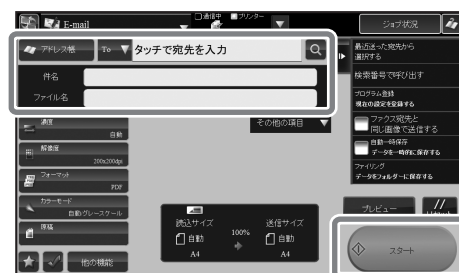 E-mail
通信中 プリンター
ジョブ状況
アドレス帳 To タッチで宛先を入力
件名
ファイル名
最近送った宛先から
選択する
検索番号で呼び出す
プログラム登録
現在の設定を登録する
ファクス宛先と
同じ画像で送信する
自動一時保存
データを一時的に保存する
ファイリング
データをフォルダーに保存する
濃度
自動
その他の項目
解像度
200x200dpi
フォーマット
PDF
カラーモード
自動/グレースケール
原稿
他の機能
読込サイズ 100% 送信サイズ
自動 自動
A4 A4
プレビュー
スタート